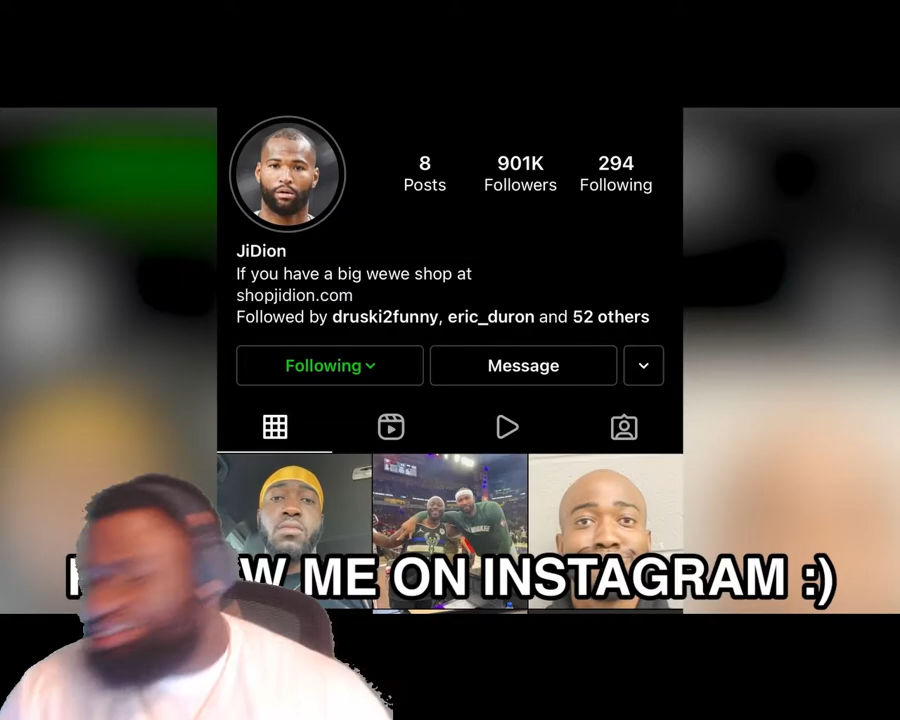 8 901K 294
Posts Followers Following
JiDion
If you have a big wewe shop at
shopjidion.com
Followed by druski2funny, eric_duron and 52 others
Following Message
ME ON INSTAGRAM :)